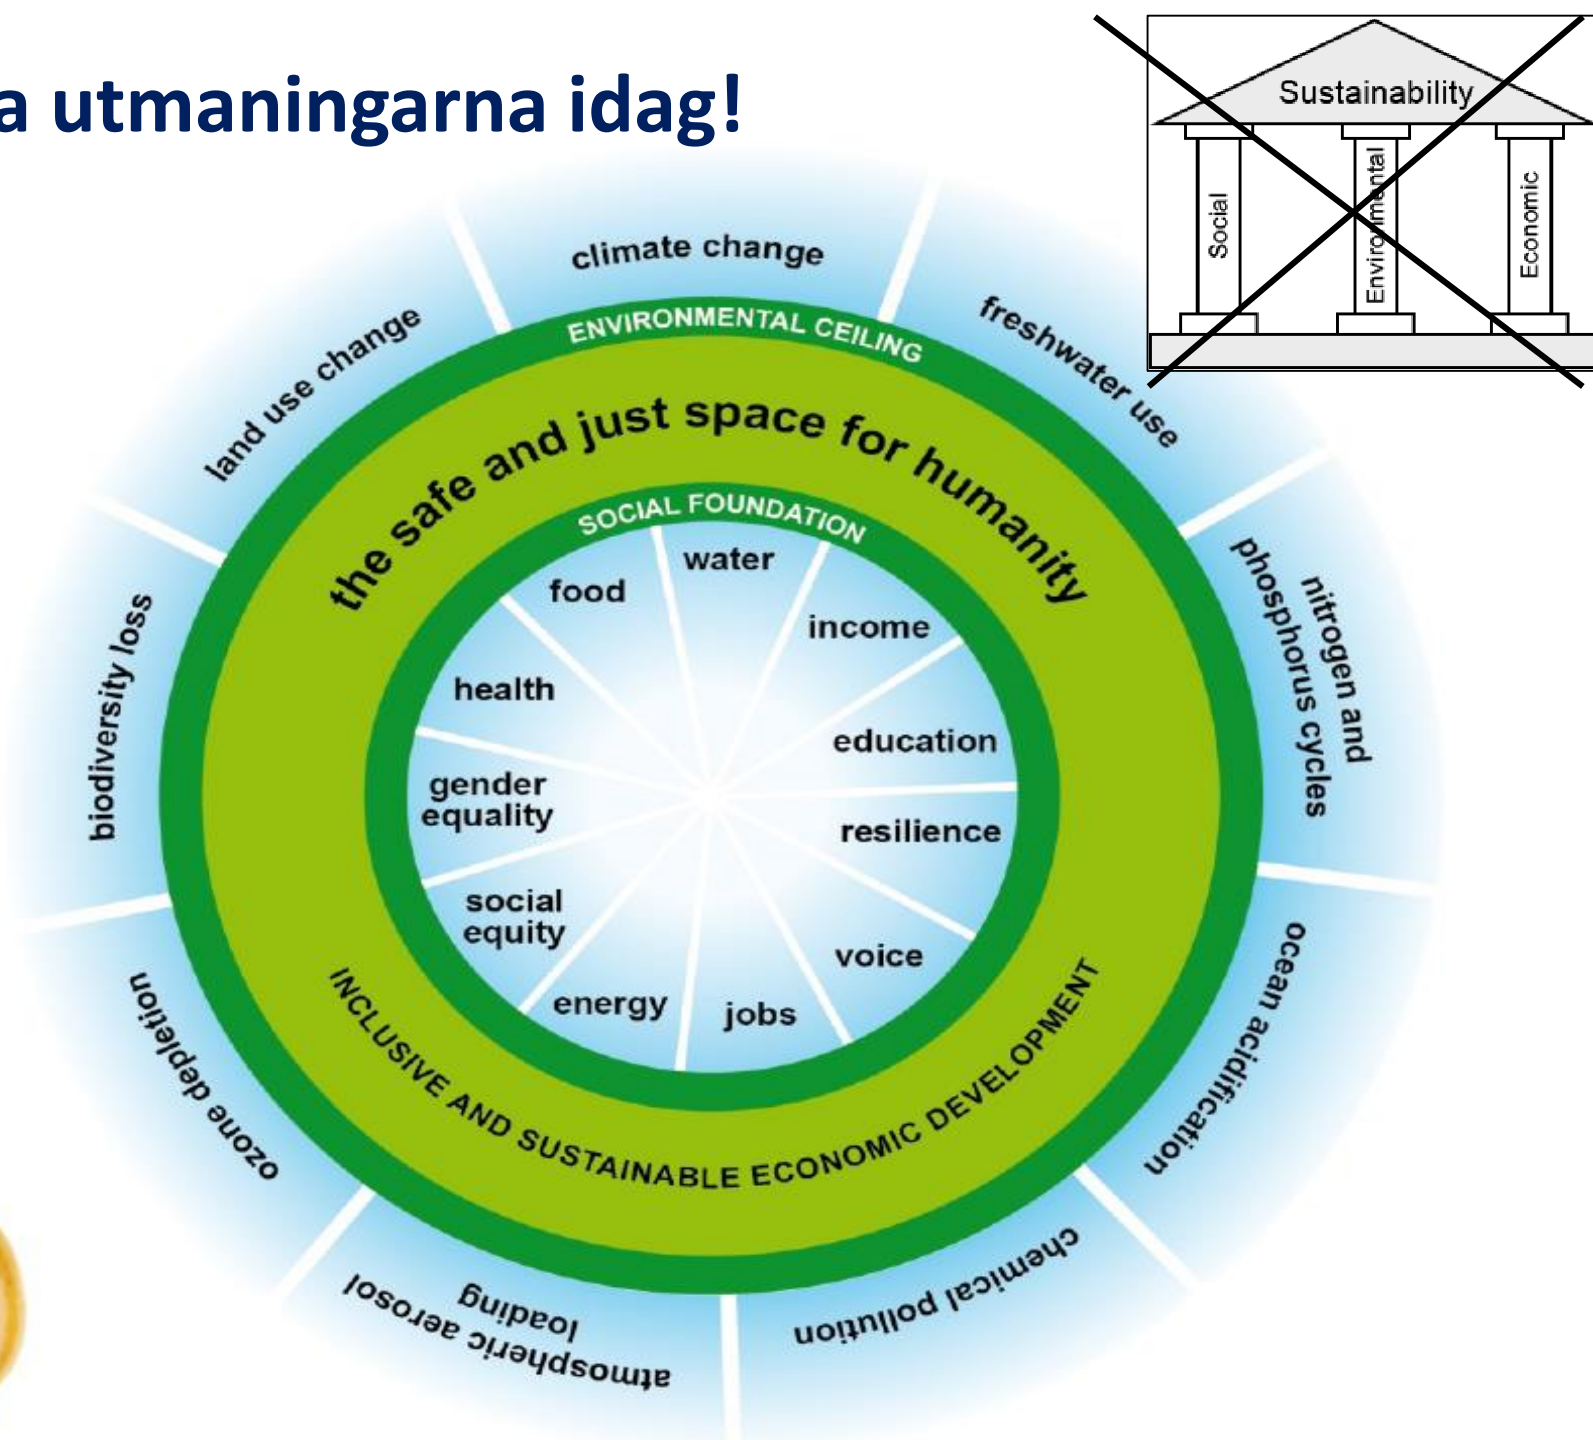 a utmaningarna idag!
Sustainability
Social
Environmental
Economic
climate change
freshwater use
nitrogen and
phosphorus cycles
ocean acidification
chemical pollution
atmospheric aerosol
loading
ozone depletion
biodiversity loss
land use change
ENVIRONMENTAL CEILING
the safe and just space for humanity
SOCIAL FOUNDATION
water
income
education
resilience
voice
jobs
energy
social
equity
gender
equality
health
food
INCLUSIVE AND SUSTAINABLE ECONOMIC DEVELOPMENT